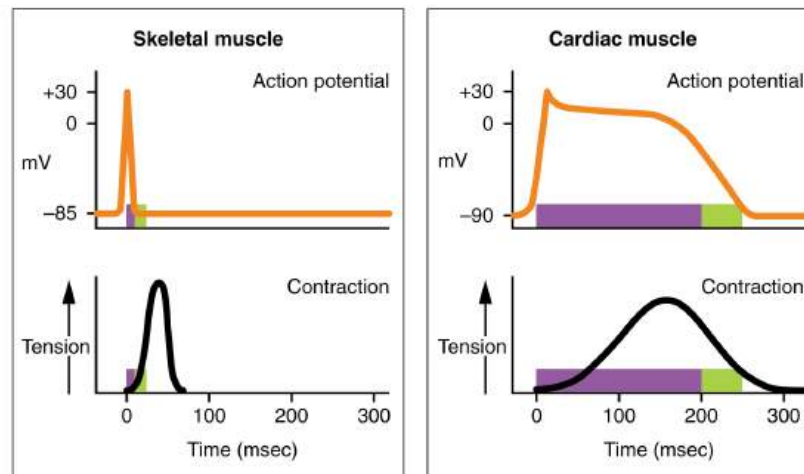 Skeletal muscle
Action potential
+30
0
mV
–85
Contraction
Tension
0
100
200
300
Time (msec)
Cardiac muscle
Action potential
+30
0
mV
–90
Contraction
Tension
0
100
200
300
Time (msec)